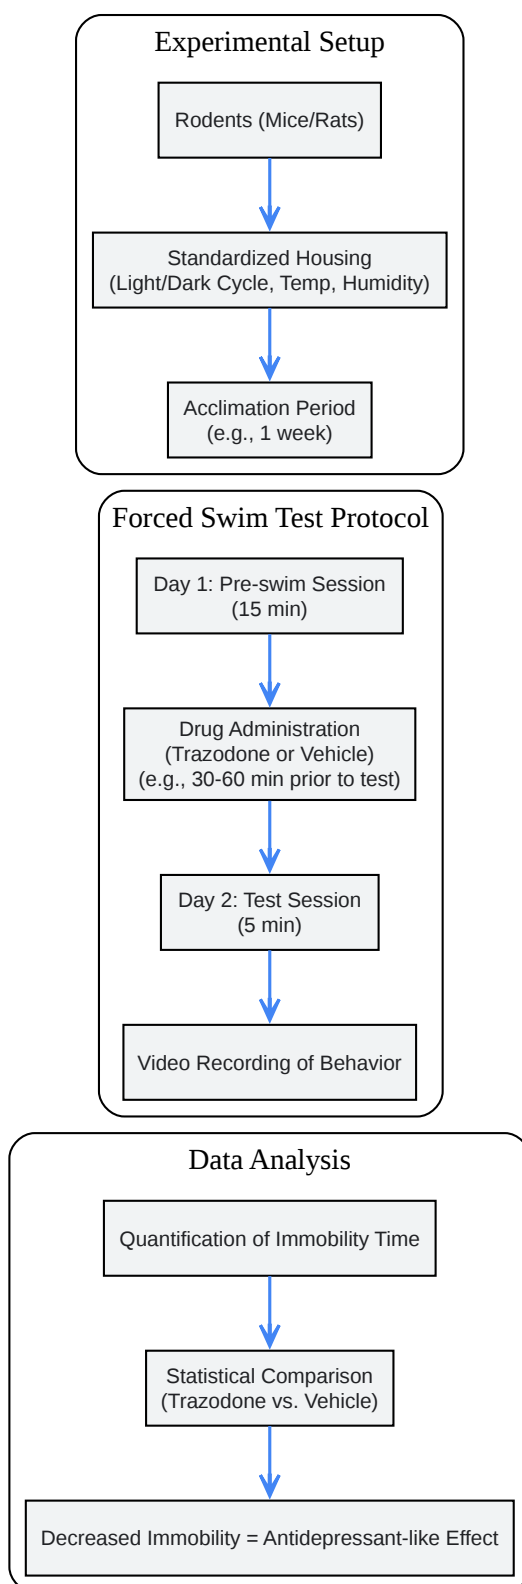 Experimental Setup
Rodents (Mice/Rats)
Standardized Housing
(Light/Dark Cycle, Temp, Humidity)
Acclimation Period
(e.g., 1 week)
Forced Swim Test Protocol
Day 1: Pre-swim Session
(15 min)
Drug Administration
(Trazodone or Vehicle)
(e.g., 30-60 min prior to test)
Day 2: Test Session
(5 min)
Video Recording of Behavior
Data Analysis
Quantification of Immobility Time
Statistical Comparison
(Trazodone vs. Vehicle)
Decreased Immobility = Antidepressant-like Effect